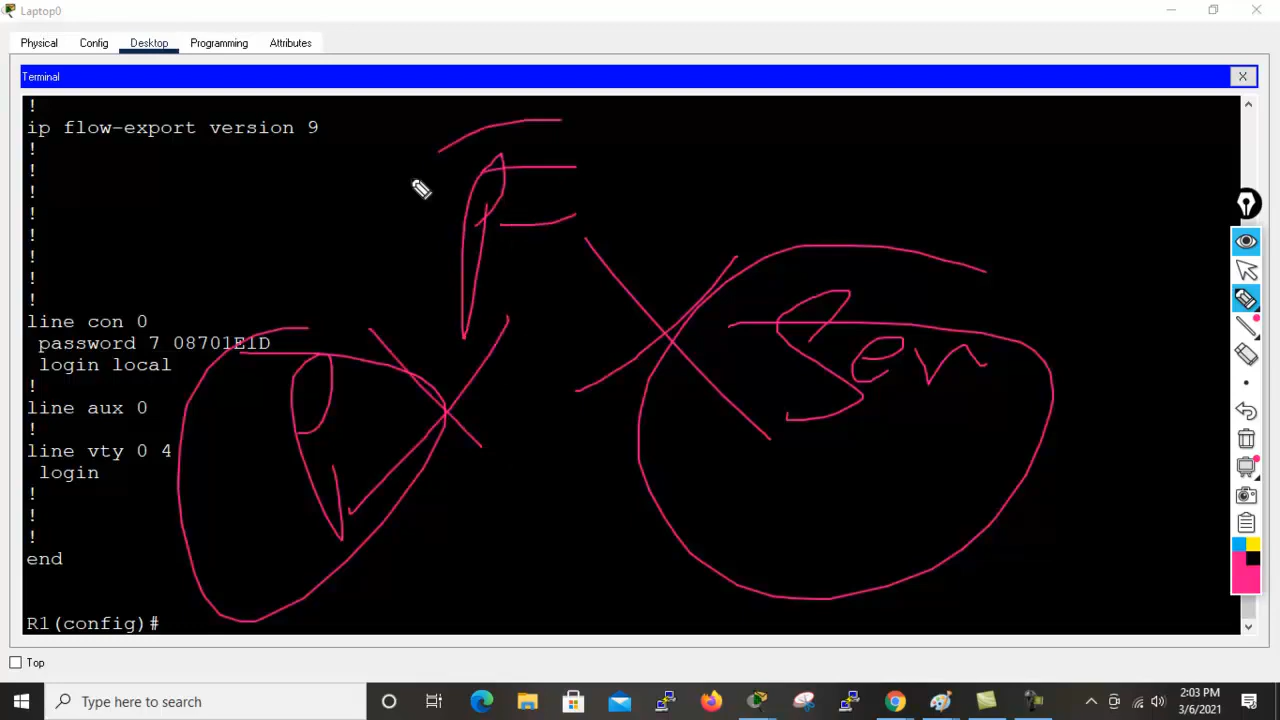 Laptop0
Physical Config Desktop Programming Attributes
Terminal X
!
ip flow-export version 9
!
!
!
!
!
!
!
!
line con 0
password 7 08701E1D
login local
!
line aux 0
!
line vty 0 4
login
!
!
!
end
R1(config)#
Top
Type here to search
2:03 PM
3/6/2021